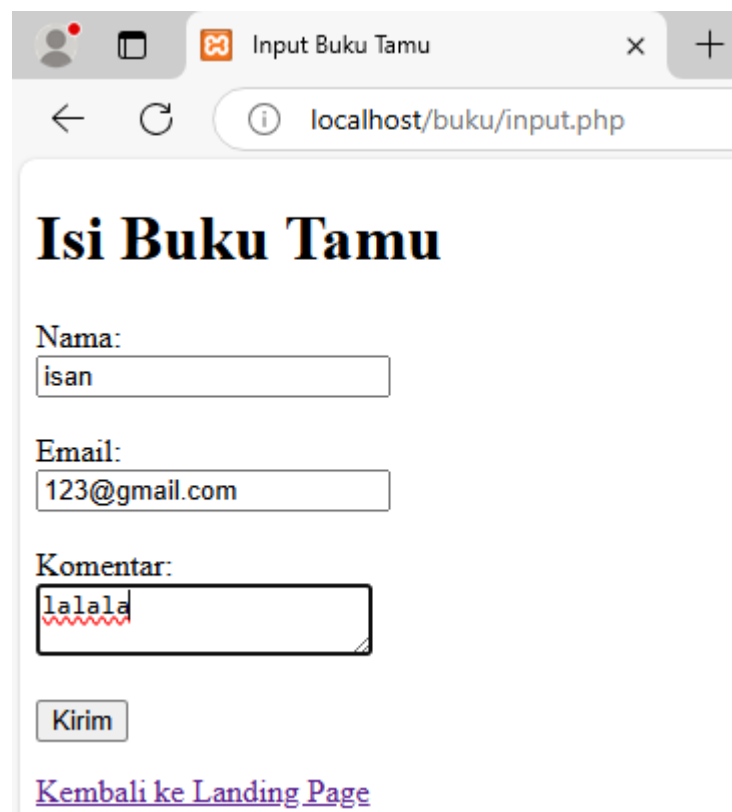 Input Buku Tamu
localhost/buku/input.php
Isi Buku Tamu
Nama:
isan
Email:
123@gmail.com
Komentar:
lalala
Kirim
Kembali ke Landing Page